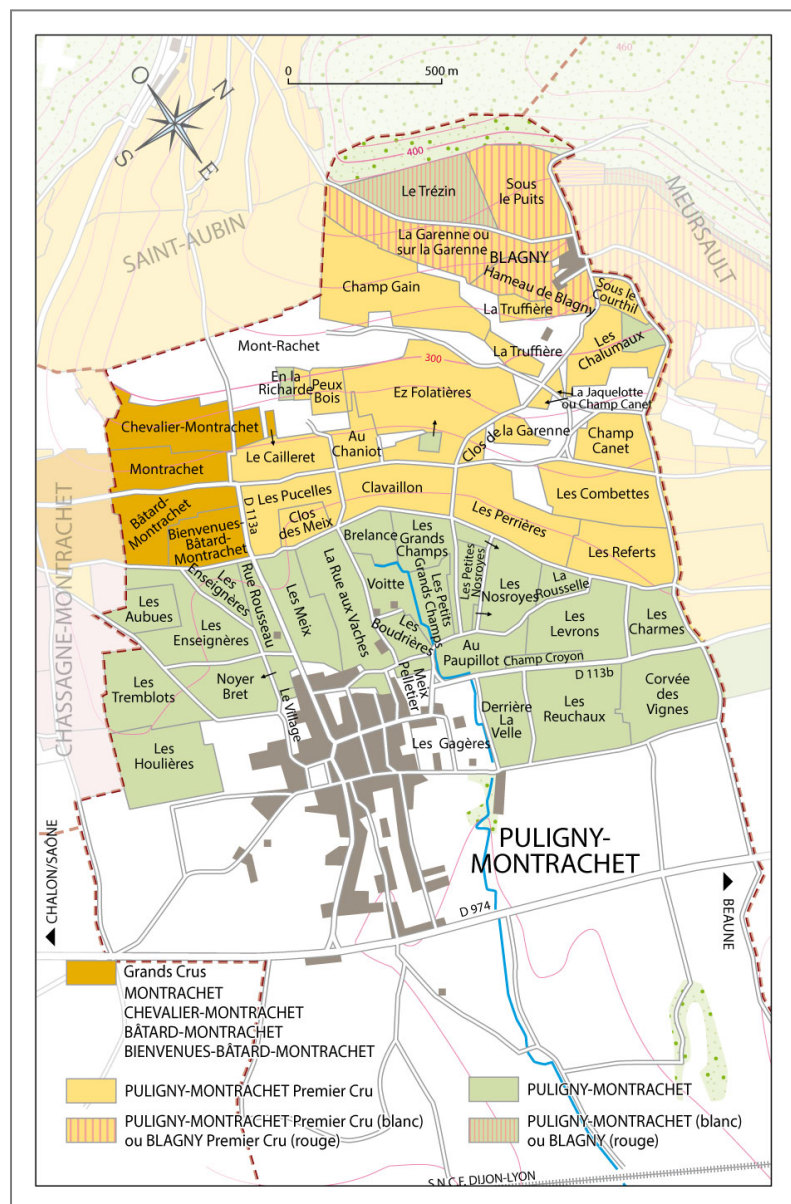 O
N
S
E
0
500 m
460
400
MEURSAULT
Le Trézin
Sous
le Puits
SAINT-AUBIN
La Garenne ou
sur la Garenne
BLAGNY
Hameau de Blagny
Champ Gain
Sous le
Courthil
La Truffière
Les
Chalumaux
Mont-Rachet
300
La Truffière
En la
Richarde
Peux
Bois
Ez Folatières
La Jaquelotte
ou Champ Canet
Chevalier-Montrachet
Au
Chaniot
Clos de la Garenne
Champ
Canet
Le Cailleret
Montrachet
Les Pucelles
Clavaillon
Les Combettes
Bâtard-
Montrachet
D 113a
Clos
des Meix
Les Perrières
Bienvenues-
Bâtard-
Montrachet
Les Referts
Brelance
Les
Grands
Champs
Les
Enseignères
Rue Rousseau
Les Meix
La Rue aux Vaches
Voitte
Les Petits
Grands Champs
Les Petites
Nosroyes
Les
Nosroyes
La
Rousselle
Les
Aubues
Les
Enseignères
Les
Boudrières
Les
Levrons
Les
Charmes
Au
Paupillot
Champ Croyon
D 113b
Les
Tremblots
Noyer
Bret
Le Village
Meix
Pelletier
Derrière
La
Velle
Les
Reuchaux
Corvée
des
Vignes
CHASSAGNE-MONTRACHET
Les
Houlières
Les Gagères
PULIGNY-
MONTRACHET
CHALON/SAÔNE
BEAUNE
D 974
Grands Crus
MONTRACHET
CHEVALIER-MONTRACHET
BÂTARD-MONTRACHET
BIENVENUES-BÂTARD-MONTRACHET
PULIGNY-MONTRACHET Premier Cru
PULIGNY-MONTRACHET
PULIGNY-MONTRACHET Premier Cru (blanc)
ou BLAGNY Premier Cru (rouge)
PULIGNY-MONTRACHET (blanc)
ou BLAGNY (rouge)
S.N.C.F. DIJON-LYON